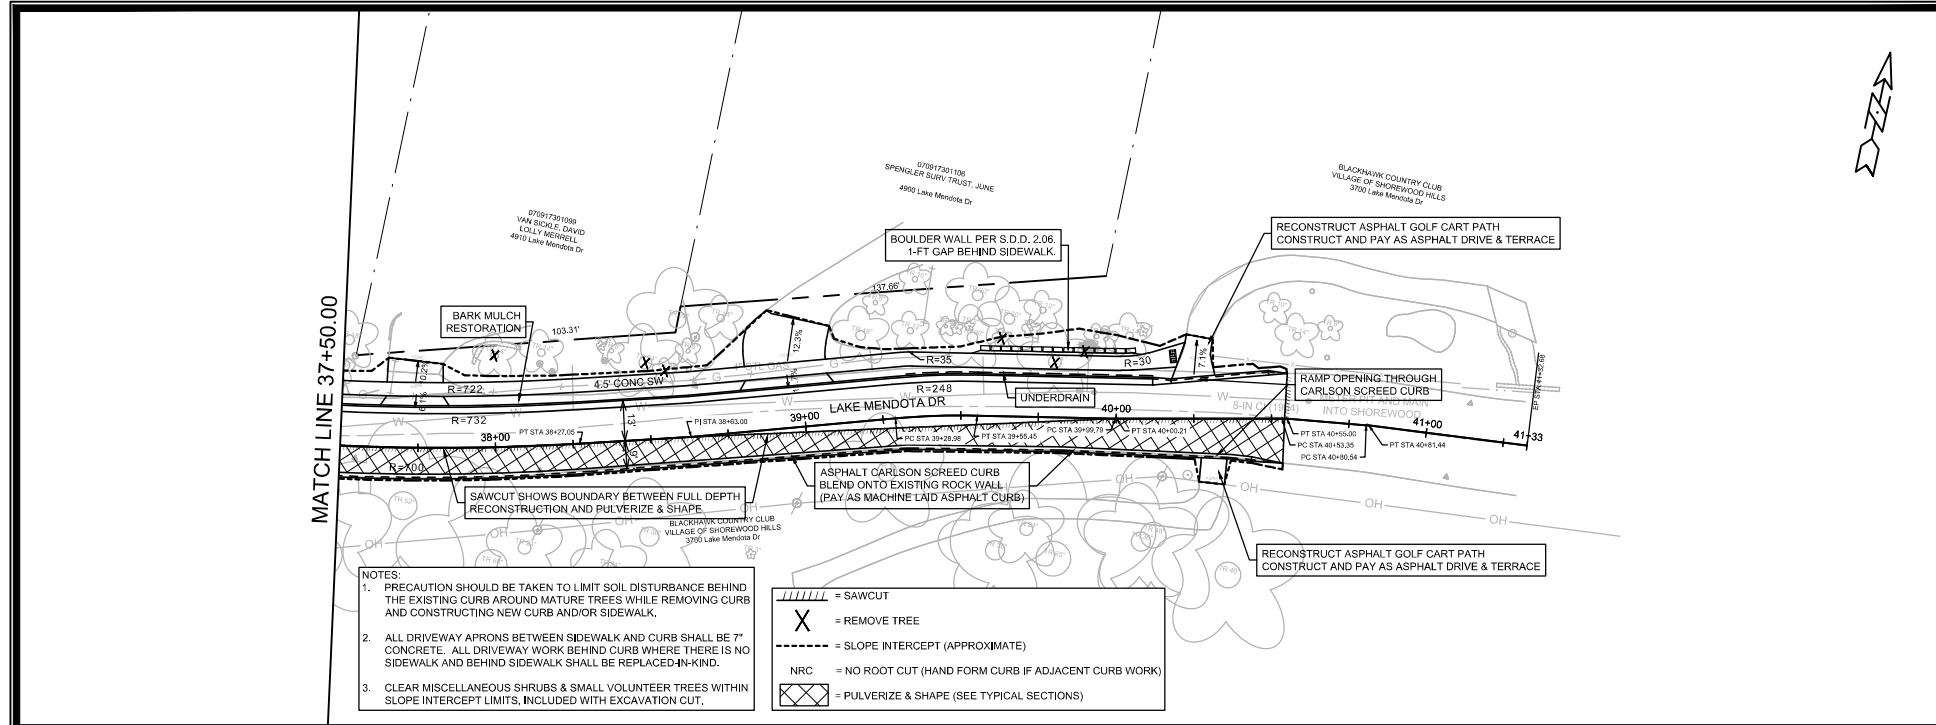 MATCH LINE 37+50.00
070917301099
VAN SICKLE, DAVID
LOLLY MERRELL
4910 Lake Mendota Dr
070917301106
SPENGLER SURV TRUST, JUNE
4900 Lake Mendota Dr
BLACKHAWK COUNTRY CLUB
VILLAGE OF SHOREWOOD HILLS
3700 Lake Mendota Dr
RECONSTRUCT ASPHALT GOLF CART PATH
CONSTRUCT AND PAY AS ASPHALT DRIVE & TERRACE
BOULDER WALL PER S.D.D. 2.06.
1-FT GAP BEHIND SIDEWALK.
BARK MULCH
RESTORATION
103.31'
137.66'
12.3%
7.1%
R=722
4.5' CONC SW
G
G
R=35
R=30
R=732
R=248
UNDERDRAIN
RAMP OPENING THROUGH
CARLSON SCREED CURB
INTO SHOREWOOD
W
W
W
13'
9'
LAKE MENDOTA DR
38+00
39+00
40+00
41+00
41+33
PT STA 38+27.05
PI STA 38+63.00
PC STA 39+28.98
PT STA 39+55.45
PC STA 39+99.79
PT STA 40+00.21
PT STA 40+55.00
PC STA 40+53.35
PC STA 40+80.54
PT STA 40+81.44
R=700
SAWCUT SHOWS BOUNDARY BETWEEN FULL DEPTH
RECONSTRUCTION AND PULVERIZE & SHAPE
ASPHALT CARLSON SCREED CURB
BLEND ONTO EXISTING ROCK WALL
(PAY AS MACHINE LAID ASPHALT CURB)
BLACKHAWK COUNTRY CLUB
VILLAGE OF SHOREWOOD HILLS
3700 Lake Mendota Dr
OH
OH
OH
OH
OH
OH
OH
RECONSTRUCT ASPHALT GOLF CART PATH
CONSTRUCT AND PAY AS ASPHALT DRIVE & TERRACE
NOTES:
1. PRECAUTION SHOULD BE TAKEN TO LIMIT SOIL DISTURBANCE BEHIND
THE EXISTING CURB AROUND MATURE TREES WHILE REMOVING CURB
AND CONSTRUCTING NEW CURB AND/OR SIDEWALK.
2. ALL DRIVEWAY APRONS BETWEEN SIDEWALK AND CURB SHALL BE 7"
CONCRETE. ALL DRIVEWAY WORK BEHIND CURB WHERE THERE IS NO
SIDEWALK AND BEHIND SIDEWALK SHALL BE REPLACED-IN-KIND.
3. CLEAR MISCELLANEOUS SHRUBS & SMALL VOLUNTEER TREES WITHIN
SLOPE INTERCEPT LIMITS, INCLUDED WITH EXCAVATION CUT.
= SAWCUT
X = REMOVE TREE
= SLOPE INTERCEPT (APPROXIMATE)
NRC = NO ROOT CUT (HAND FORM CURB IF ADJACENT CURB WORK)
= PULVERIZE & SHAPE (SEE TYPICAL SECTIONS)